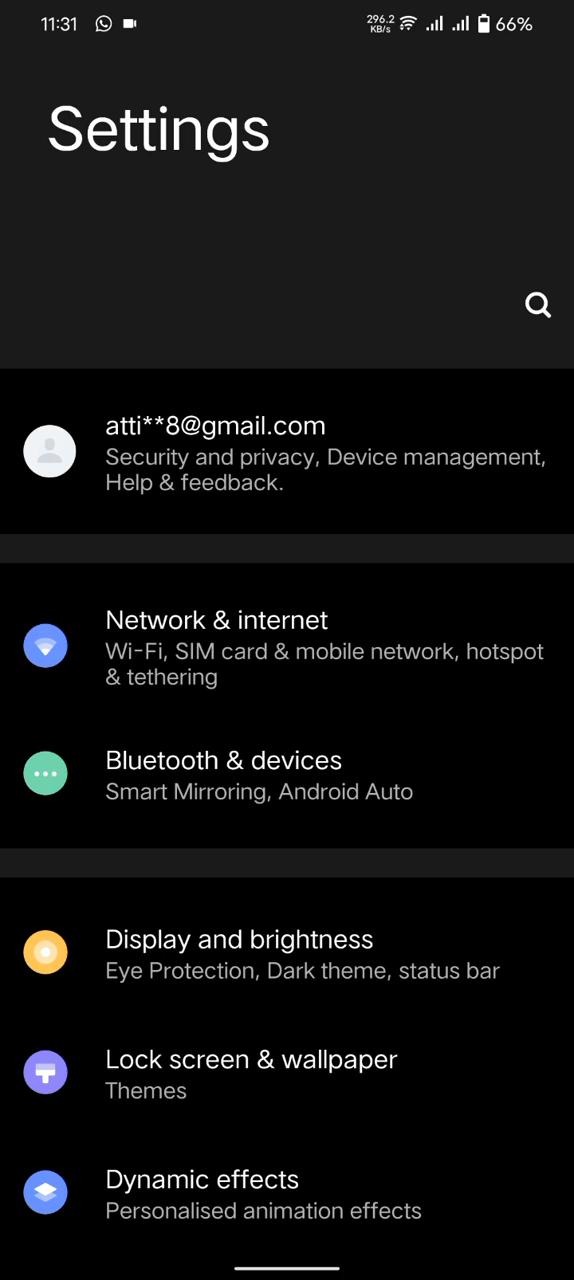 11:31 296.2 KB/s 66%
Settings
atti**8@gmail.com
Security and privacy, Device management,
Help & feedback.
Network & internet
Wi-Fi, SIM card & mobile network, hotspot
& tethering
Bluetooth & devices
Smart Mirroring, Android Auto
Display and brightness
Eye Protection, Dark theme, status bar
Lock screen & wallpaper
Themes
Dynamic effects
Personalised animation effects